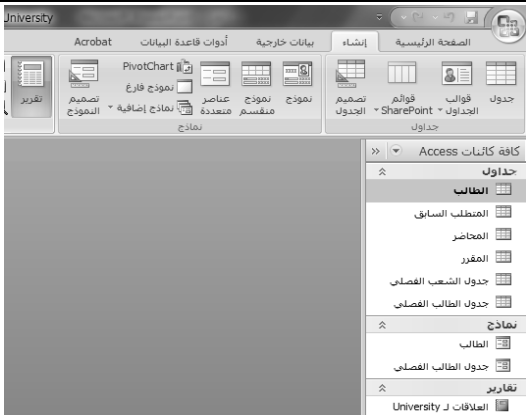 University
الصفحة الرئيسية
إنشاء
بيانات خارجية
أدوات قاعدة البيانات
Acrobat
جدول
قوالب الجداول
قوائم SharePoint
تصميم الجدول
جداول
نموذج
نموذج منقسم
عناصر متعددة
PivotChart
نموذج فارغ
نماذج إضافية
تصميم النموذج
نماذج
تقرير
كافة كائنات Access
جداول
الطالب
المتطلب السابق
المحاضر
المقرر
جدول الشعب الفصلي
جدول الطالب الفصلي
نماذج
الطالب
جدول الطالب الفصلي
تقارير
العلاقات لـ University